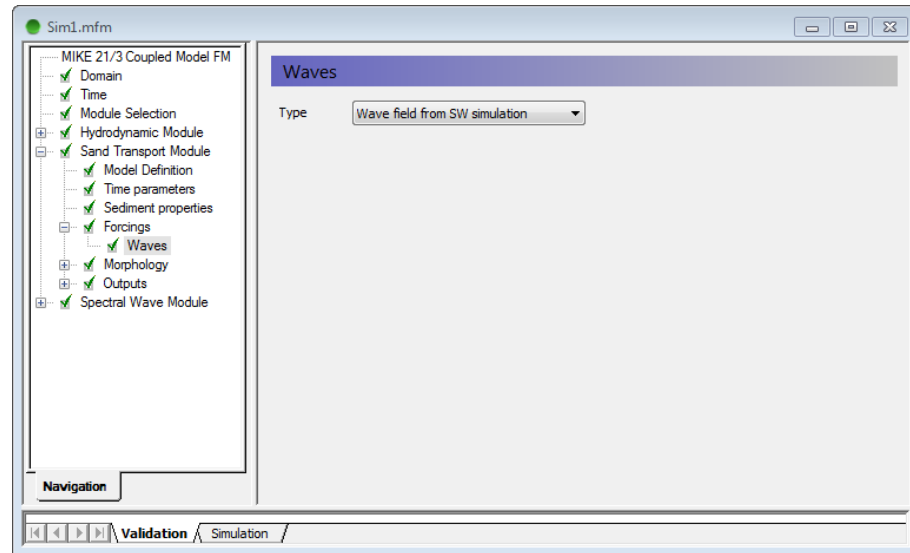 Sim1.mfm
MIKE 21/3 Coupled Model FM
Domain
Time
Module Selection
Hydrodynamic Module
Sand Transport Module
Model Definition
Time parameters
Sediment properties
Forcings
Waves
Morphology
Outputs
Spectral Wave Module
Navigation
Waves
Type Wave field from SW simulation
Validation Simulation